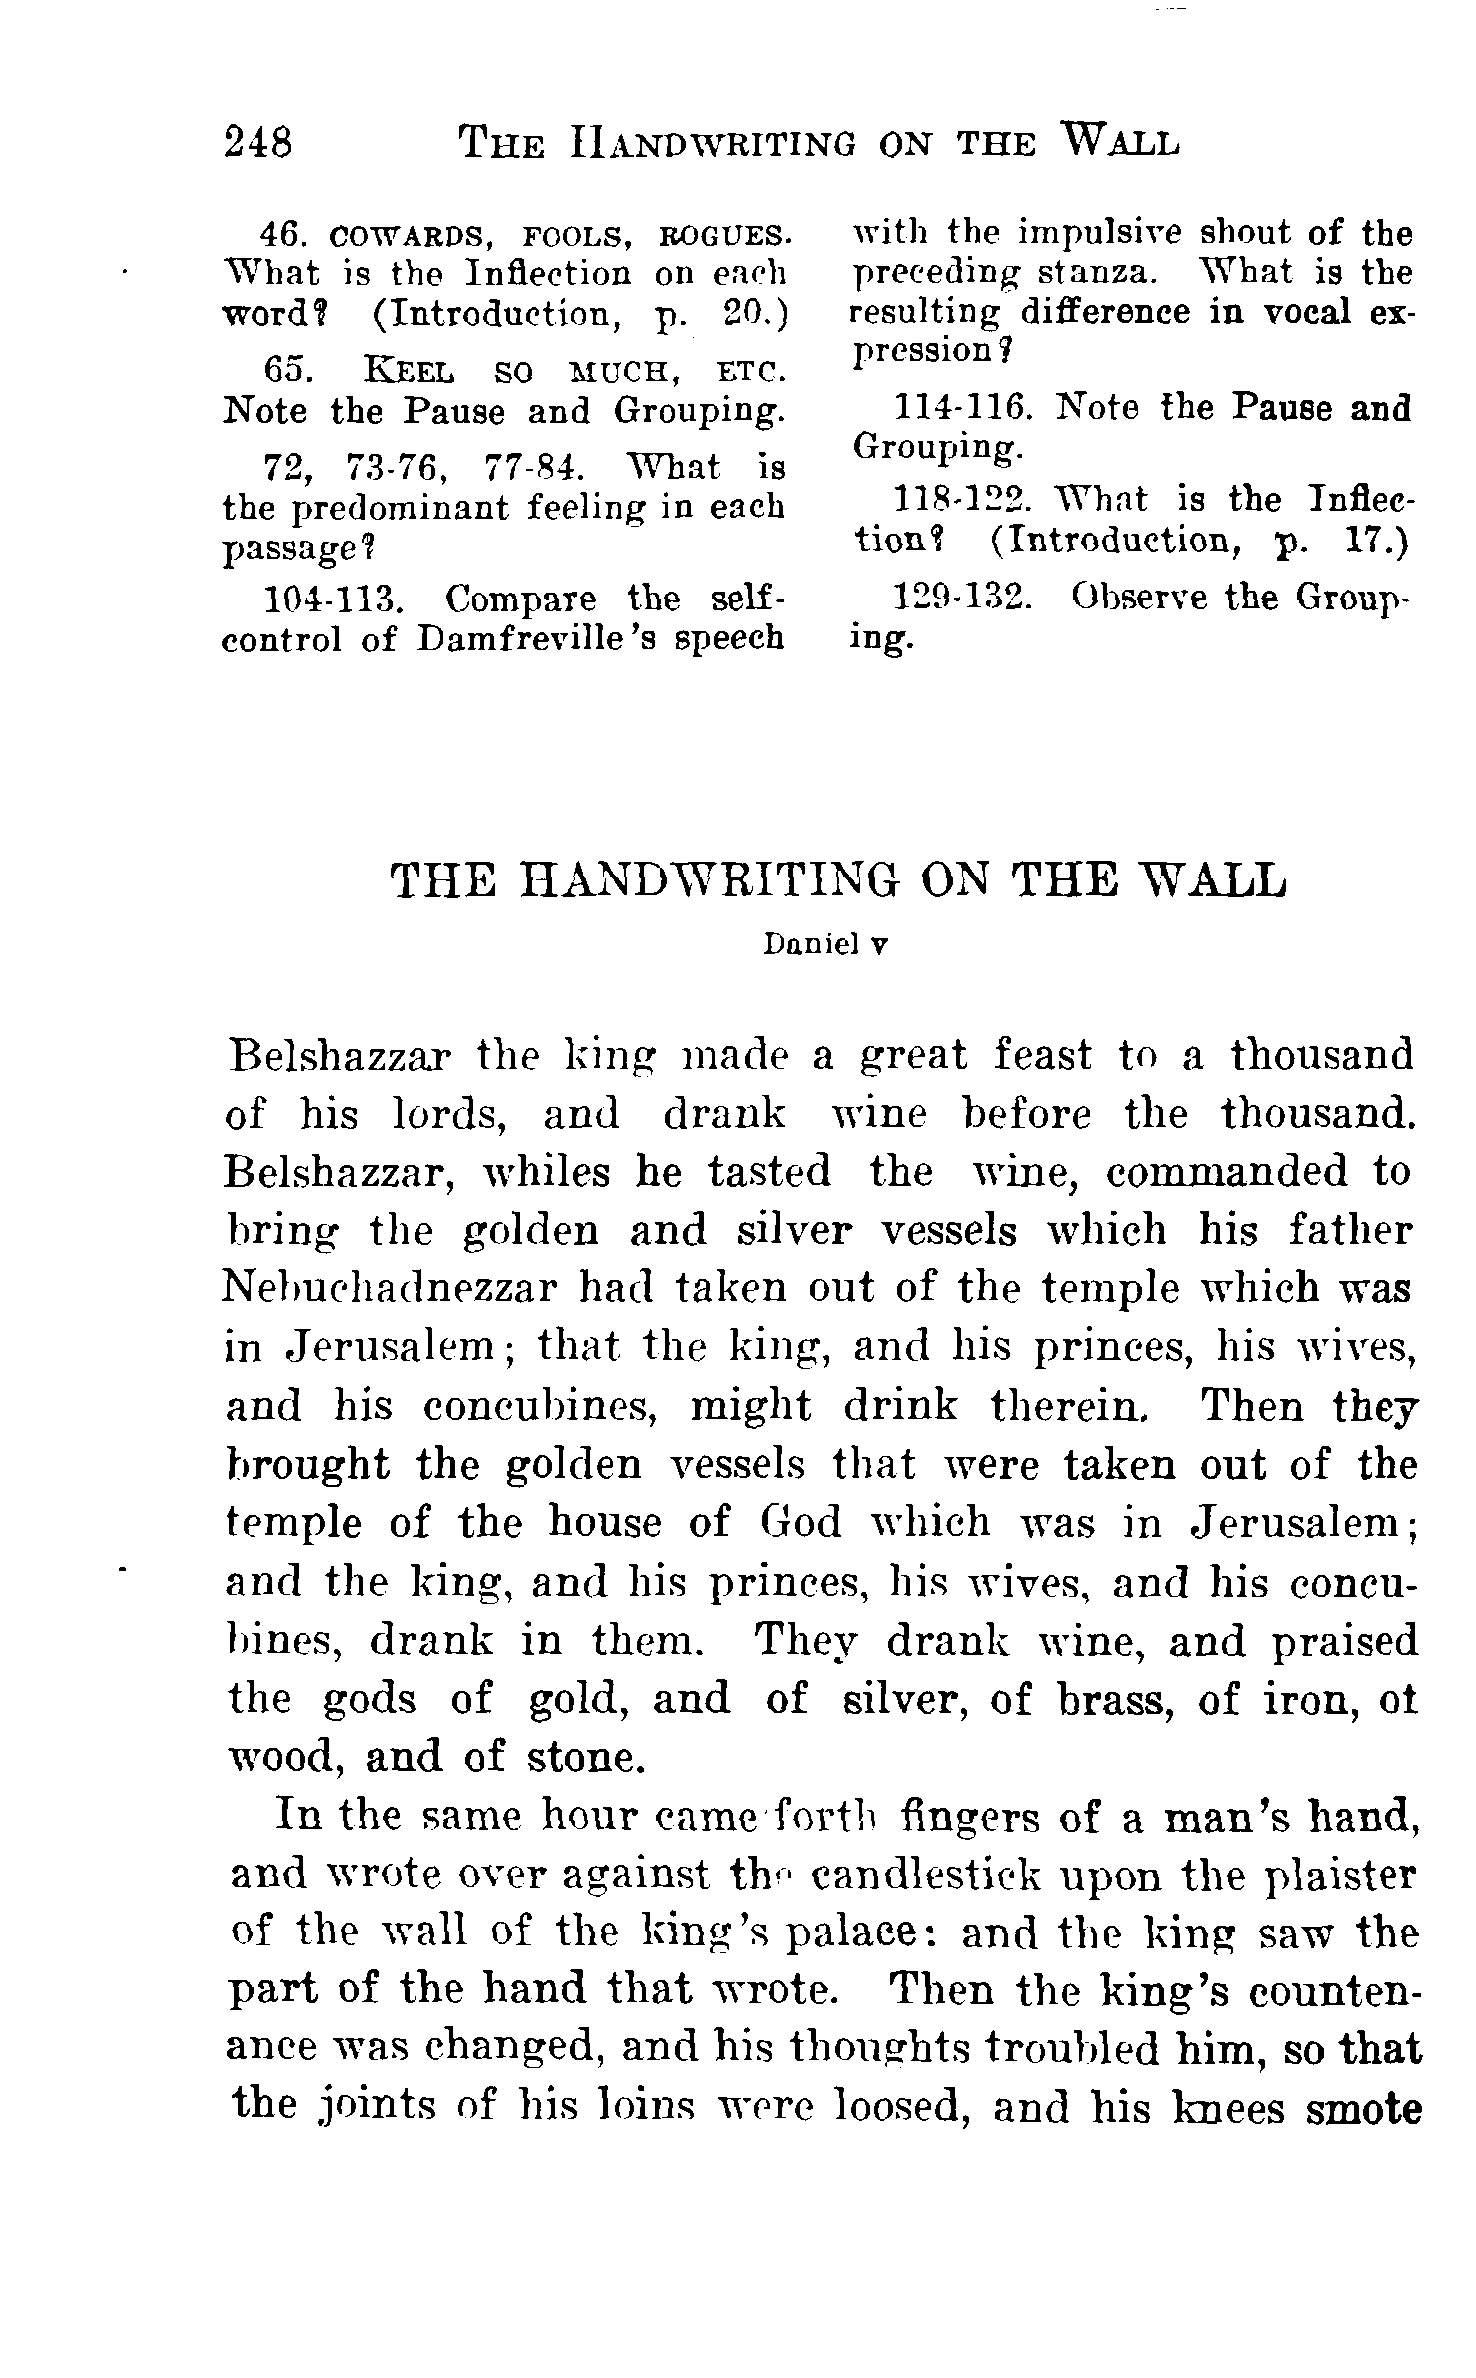 248 THE HANDWRITING ON THE WALL
46. COWARDS, FOOLS, ROGUES.
What is the Inflection on each
word? (Introduction, p. 20.)
65. KEEL SO MUCH, ETC.
Note the Pause and Grouping.
72, 73-76, 77-84. What is
the predominant feeling in each
passage?
104-113. Compare the self-
control of Damfreville's speech
with the impulsive shout of the
preceding stanza. What is the
resulting difference in vocal ex-
pression?
114-116. Note the Pause and
Grouping.
118-122. What is the Inflec-
tion? (Introduction, p. 17.)
129-132. Observe the Group-
ing.
THE HANDWRITING ON THE WALL
Daniel v
Belshazzar the king made a great feast to a thousand
of his lords, and drank wine before the thousand.
Belshazzar, whiles he tasted the wine, commanded to
bring the golden and silver vessels which his father
Nebuchadnezzar had taken out of the temple which was
in Jerusalem; that the king, and his princes, his wives,
and his concubines, might drink therein. Then they
brought the golden vessels that were taken out of the
temple of the house of God which was in Jerusalem;
and the king, and his princes, his wives, and his concu-
bines, drank in them. They drank wine, and praised
the gods of gold, and of silver, of brass, of iron, of
wood, and of stone.
In the same hour came forth fingers of a man's hand,
and wrote over against the candlestick upon the plaister
of the wall of the king's palace: and the king saw the
part of the hand that wrote. Then the king's counten-
ance was changed, and his thoughts troubled him, so that
the joints of his loins were loosed, and his knees smote